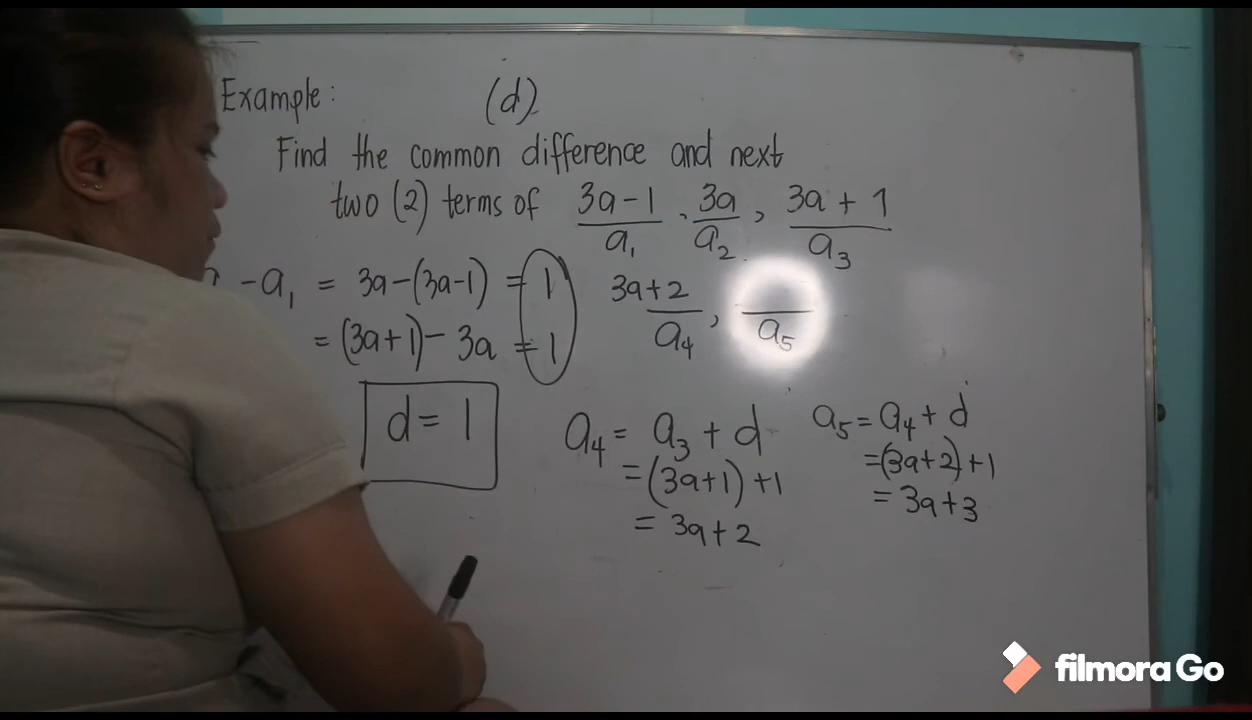 Example: (d)
Find the common difference and next
two (2) terms of 3a-1, 3a, 3a+1
a₁ a₂ a₃
-a₁ = 3a-(3a-1) = 1
= (3a+1)- 3a = 1
3a+2 ,
a₄ a₅
d = 1
a₄ = a₃ + d
= (3a+1) +1
= 3a+2
a₅ = a₄ + d
=(3a+2)+1
= 3a+3
filmora Go